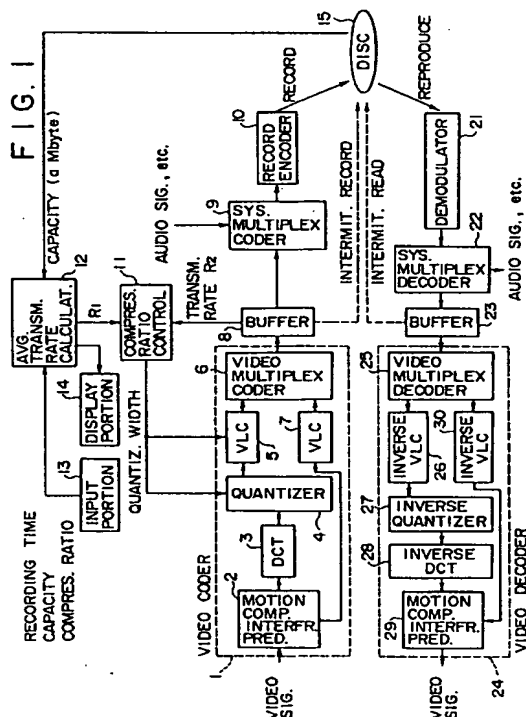 FIG. 1
RECORDING TIME
CAPACITY
COMPRES. RATIO
13
INPUT
PORTION
14
DISPLAY
PORTION
AVG.
TRANSM.
RATE
CALCULAT.
12
CAPACITY (a Mbyte)
R1
COMPRES.
RATIO
CONTROL
11
QUANTIZ. WIDTH
TRANSM.
RATE R2
AUDIO SIG., etc.
VIDEO CODER
1
VIDEO
SIG.
MOTION
COMP.
INTERFR.
PRED.
2
DCT
3
QUANTIZER
4
VLC
5
VLC
7
VIDEO
MULTIPLEX
CODER
6
BUFFER
8
SYS.
MULTIPLEX
CODER
9
RECORD
ENCODER
10
RECORD
DISC
15
INTERMIT. RECORD
INTERMIT. READ
REPRODUCE
DEMODULATOR
21
SYS.
MULTIPLEX
DECODER
22
AUDIO SIG., etc.
BUFFER
23
VIDEO
MULTIPLEX
DECODER
25
INVERSE
VLC
26
INVERSE
VLC
30
INVERSE
QUANTIZER
27
INVERSE
DCT
28
MOTION
COMP.
INTERFR.
PRED.
29
VIDEO
SIG.
VIDEO DECODER
24